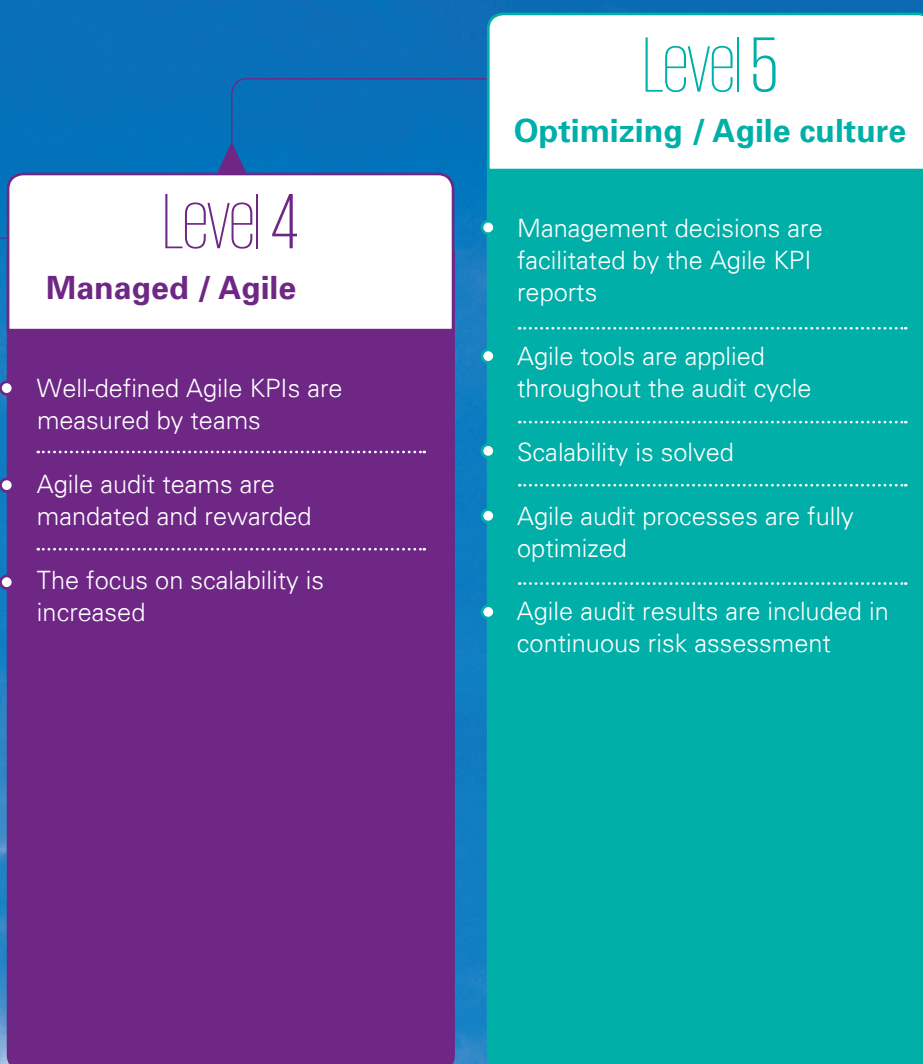 Level 4
Managed / Agile
Well-defined Agile KPIs are
measured by teams
Agile audit teams are
mandated and rewarded
The focus on scalability is
increased
Level 5
Optimizing / Agile culture
Management decisions are
facilitated by the Agile KPI
reports
Agile tools are applied
throughout the audit cycle
Scalability is solved
Agile audit processes are fully
optimized
Agile audit results are included in
continuous risk assessment